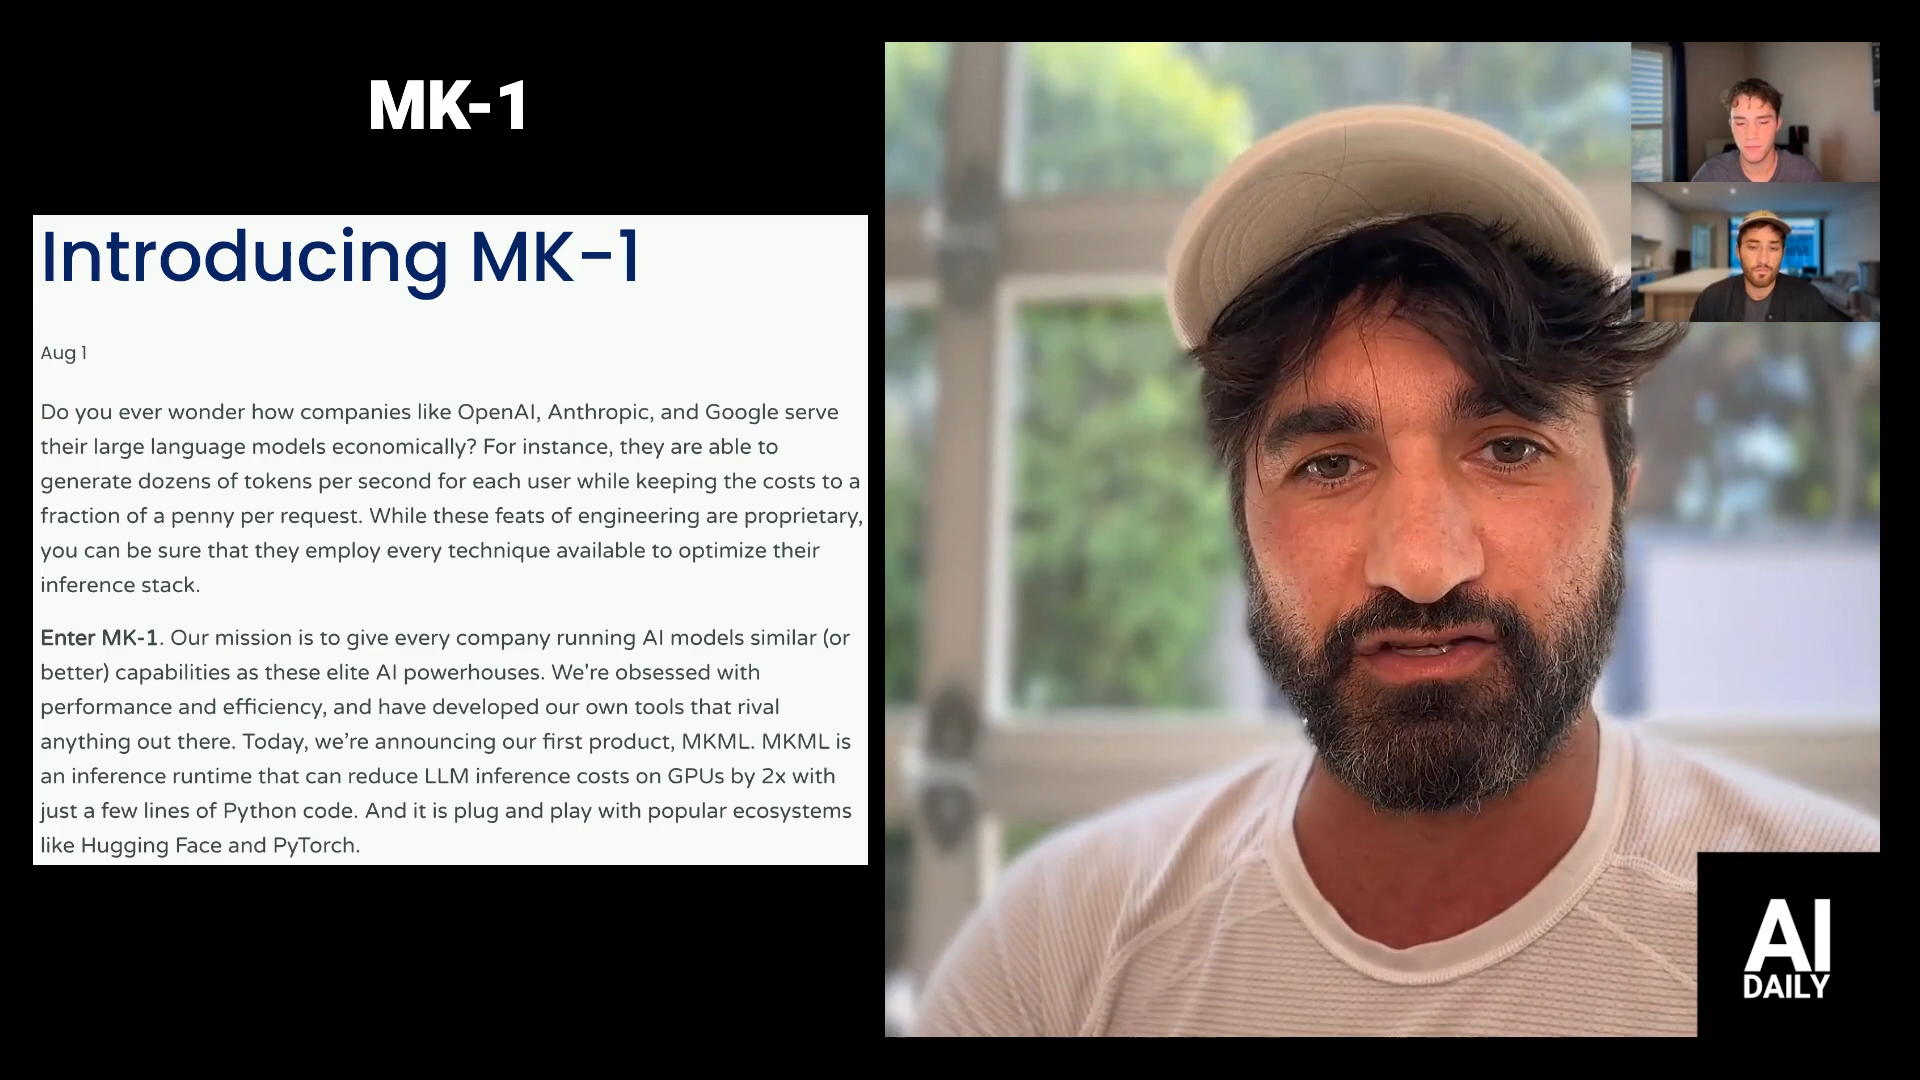 MK-1
Introducing MK-1
Aug 1
Do you ever wonder how companies like OpenAI, Anthropic, and Google serve
their large language models economically? For instance, they are able to
generate dozens of tokens per second for each user while keeping the costs to a
fraction of a penny per request. While these feats of engineering are proprietary,
you can be sure that they employ every technique available to optimize their
inference stack.
Enter MK-1. Our mission is to give every company running AI models similar (or
better) capabilities as these elite AI powerhouses. We're obsessed with
performance and efficiency, and have developed our own tools that rival
anything out there. Today, we’re announcing our first product, MKML. MKML is
an inference runtime that can reduce LLM inference costs on GPUs by 2x with
just a few lines of Python code. And it is plug and play with popular ecosystems
like Hugging Face and PyTorch.
AI
DAILY